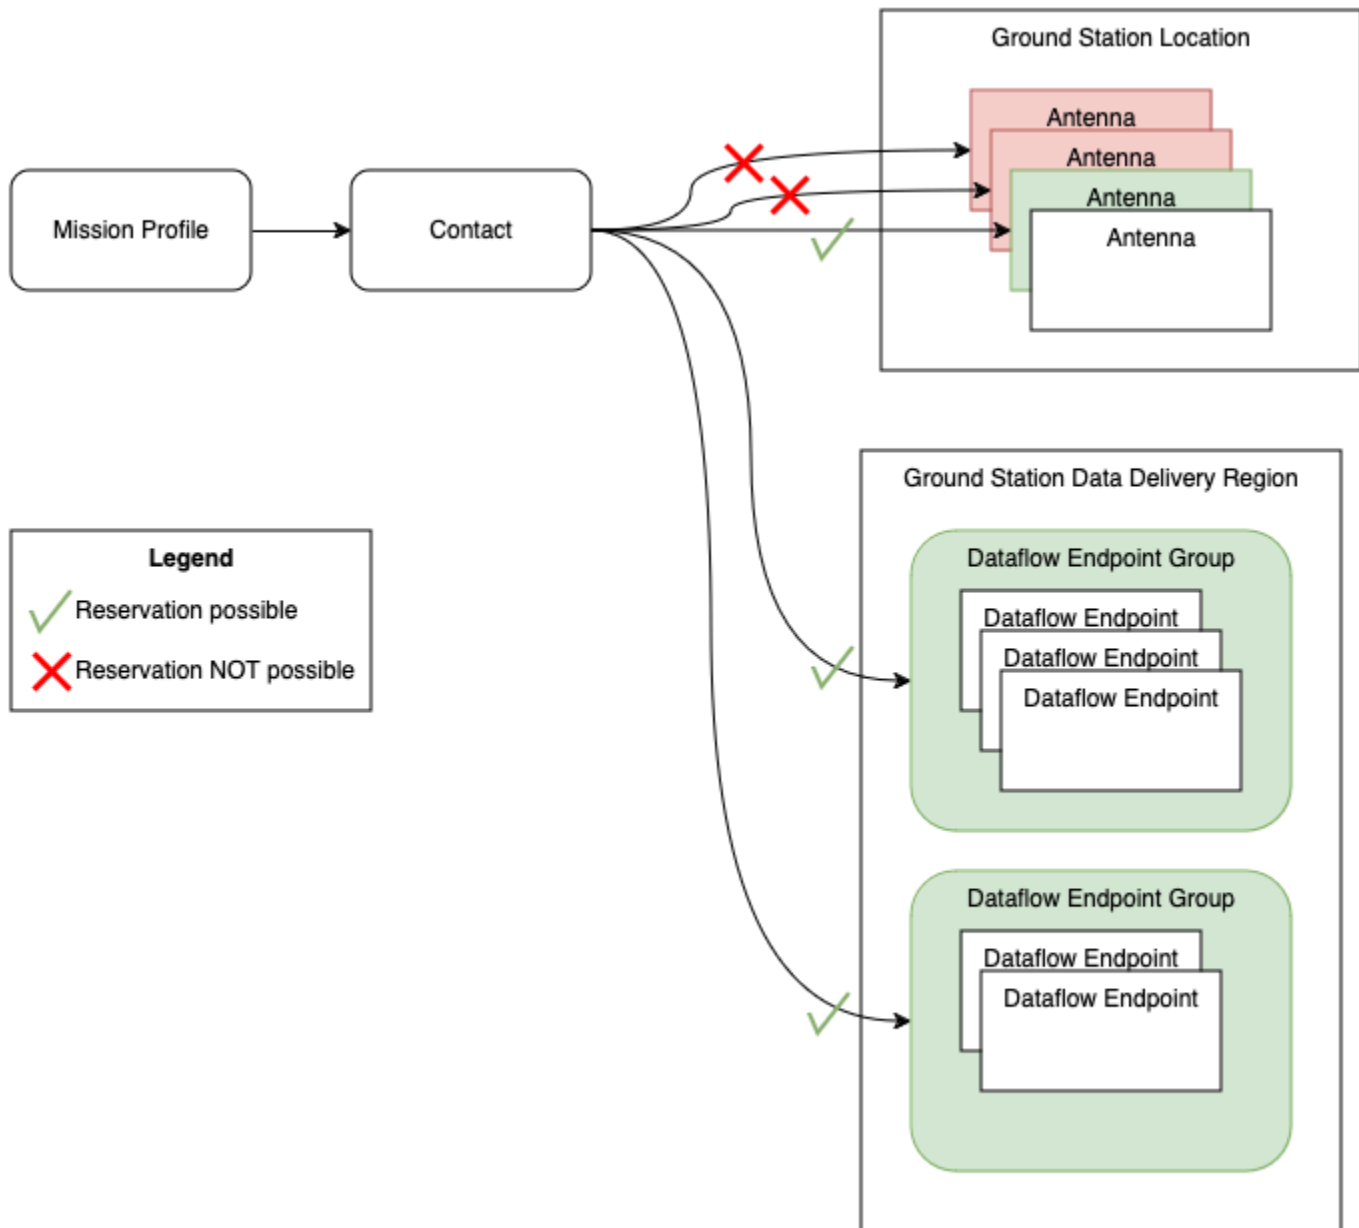 Ground Station Location
Antenna
Antenna
Antenna
Antenna
Mission Profile
Contact
Ground Station Data Delivery Region
Dataflow Endpoint Group
Dataflow Endpoint
Dataflow Endpoint
Dataflow Endpoint
Legend
Reservation possible
Reservation NOT possible
Dataflow Endpoint Group
Dataflow Endpoint
Dataflow Endpoint